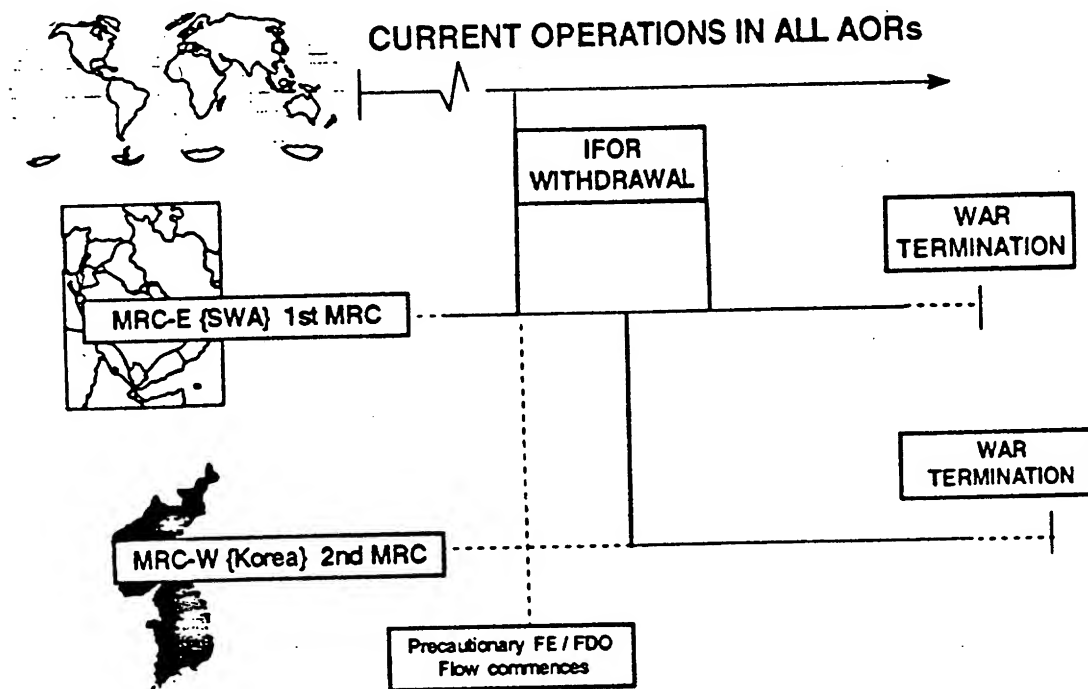 CURRENT OPERATIONS IN ALL AORs
IFOR
WITHDRAWAL
WAR
TERMINATION
MRC-E {SWA} 1st MRC
WAR
TERMINATION
MRC-W {Korea} 2nd MRC
Precautionary FE / FDO
Flow commences